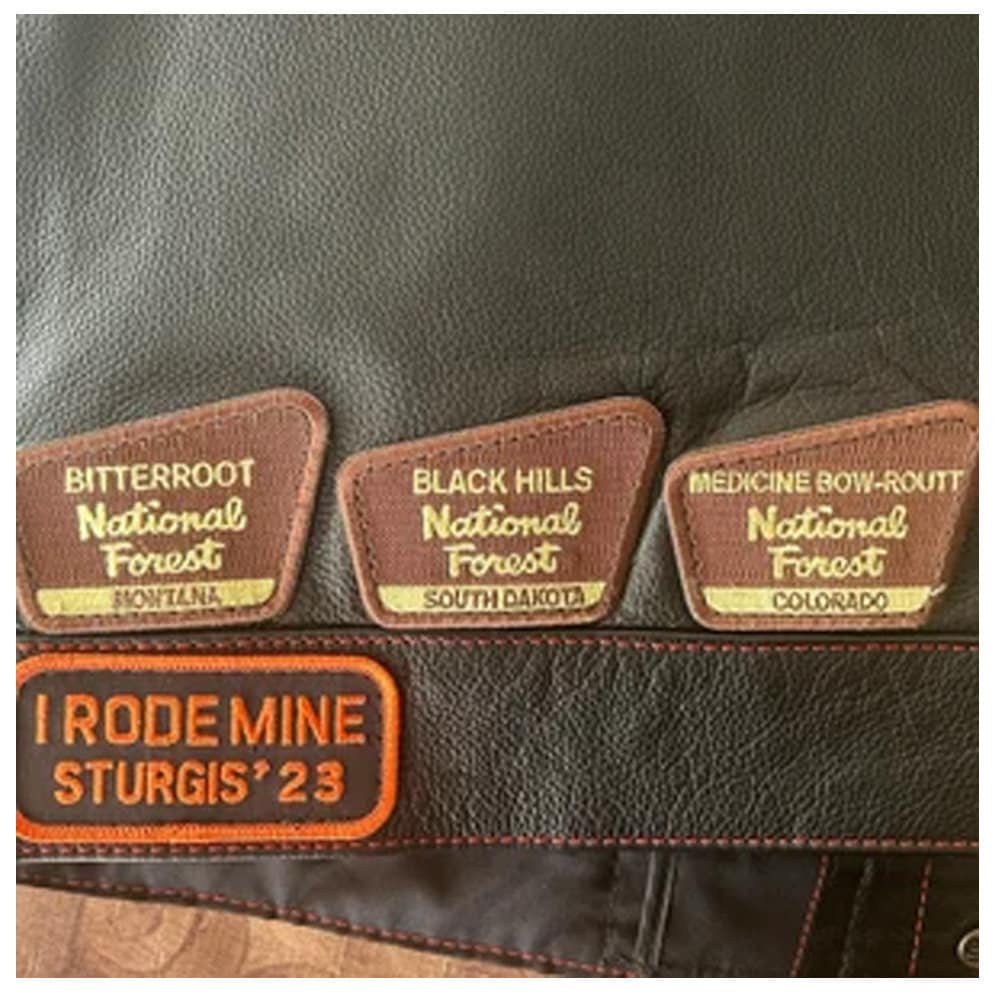 BITTERROOT
National
Forest
MONTANA
BLACK HILLS
National
Forest
SOUTH DAKOTA
MEDICINE BOW-ROUTT
National
Forest
COLORADO
I RODE MINE
STURGIS '23